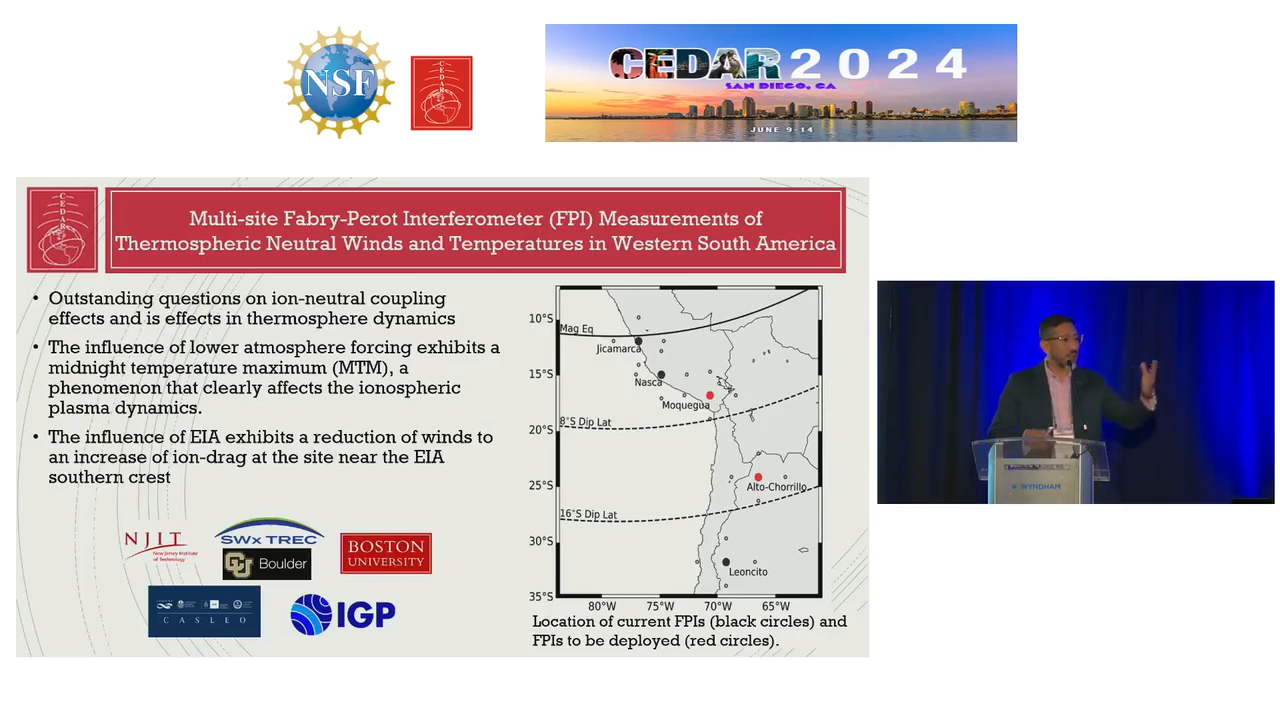 NSF
CEDAR
CEDAR 2024
SAN DIEGO, CA
JUNE 9-14
CEDAR
Multi-site Fabry-Perot Interferometer (FPI) Measurements of
Thermospheric Neutral Winds and Temperatures in Western South America
• Outstanding questions on ion-neutral coupling
effects and is effects in thermosphere dynamics
• The influence of lower atmosphere forcing exhibits a
midnight temperature maximum (MTM), a
phenomenon that clearly affects the ionospheric
plasma dynamics.
• The influence of EIA exhibits a reduction of winds to
an increase of ion-drag at the site near the EIA
southern crest
NJIT
New Jersey Institute
of Technology
SWx TREC
CU Boulder
BOSTON
UNIVERSITY
CASLEO
IGP
10°S
Mag Eq
Jicamarca
15°S
Nasca
Moquegua
8°S Dip Lat
20°S
25°S
Alto-Chorrillo
16°S Dip Lat
30°S
Leoncito
35°S
80°W 75°W 70°W 65°W
Location of current FPIs (black circles) and
FPIs to be deployed (red circles).
WYNDHAM